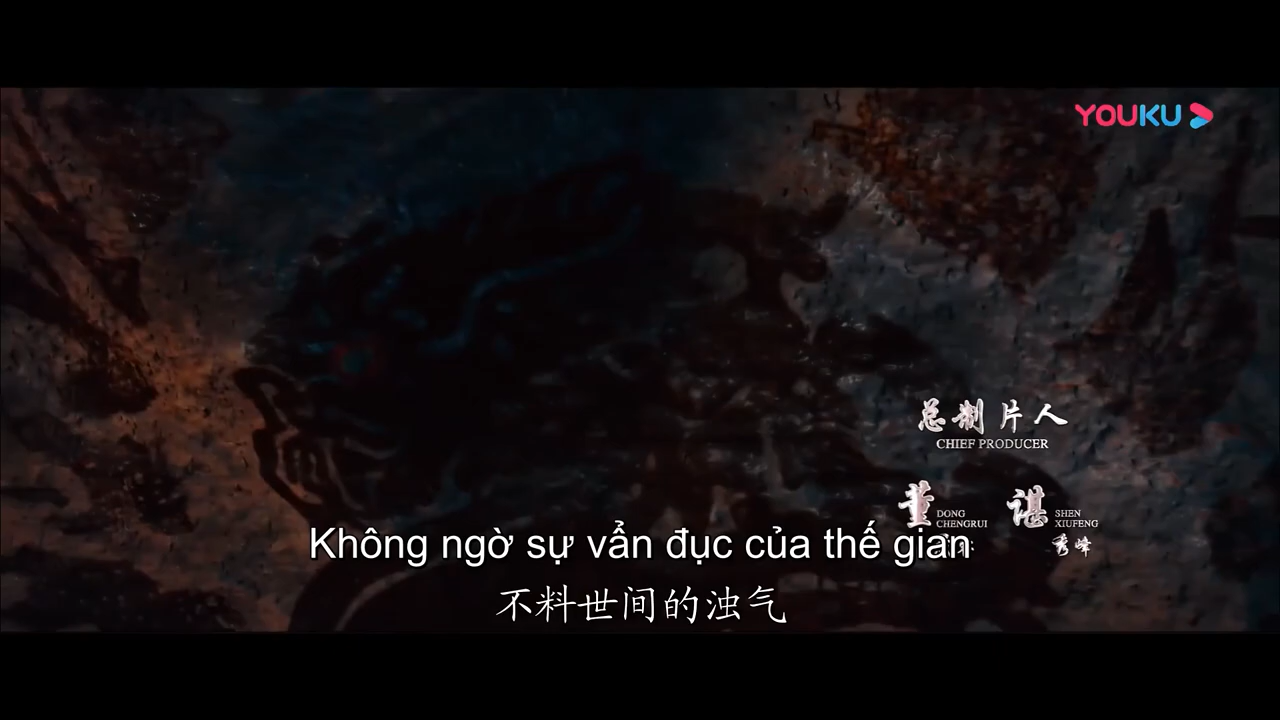 YOUKU
总制片人
CHIEF PRODUCER
董 DONG CHENGRUI
谌秀峰 SHEN XIUFENG
Không ngờ sự vẩn đục của thế gian
不料世间的浊气